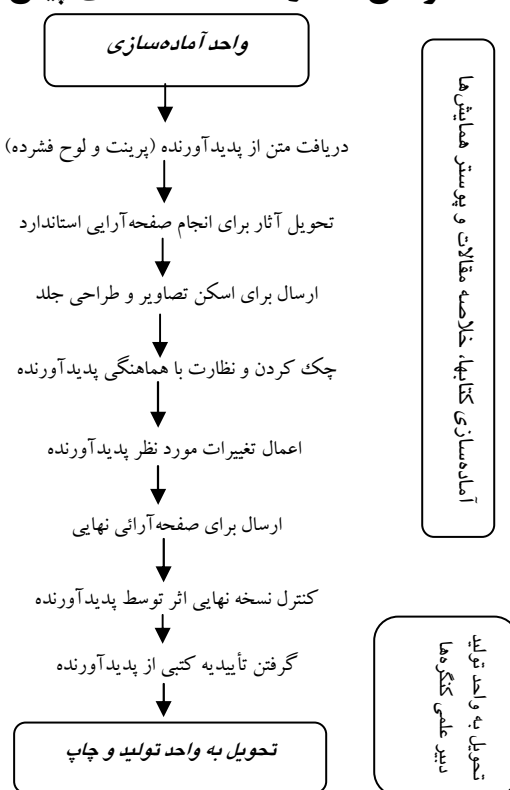 واحد آماده‌سازی
دریافت متن از پدیدآورنده (پرینت و لوح فشرده)
تحویل آثار برای انجام صفحه‌آرایی استاندارد
ارسال برای اسکن تصاویر و طراحی جلد
چک کردن و نظارت با هماهنگی پدیدآورنده
اعمال تغییرات مورد نظر پدیدآورنده
ارسال برای صفحه‌آرائی نهایی
کنترل نسخه نهایی اثر توسط پدیدآورنده
گرفتن تأییدیه کتبی از پدیدآورنده
تحویل به واحد تولید و چاپ
آماده‌سازی کتابها، خلاصه مقالات و پوستر همایش‌ها
تحویل به واحد تولید
دبیر علمی کنگره‌ها